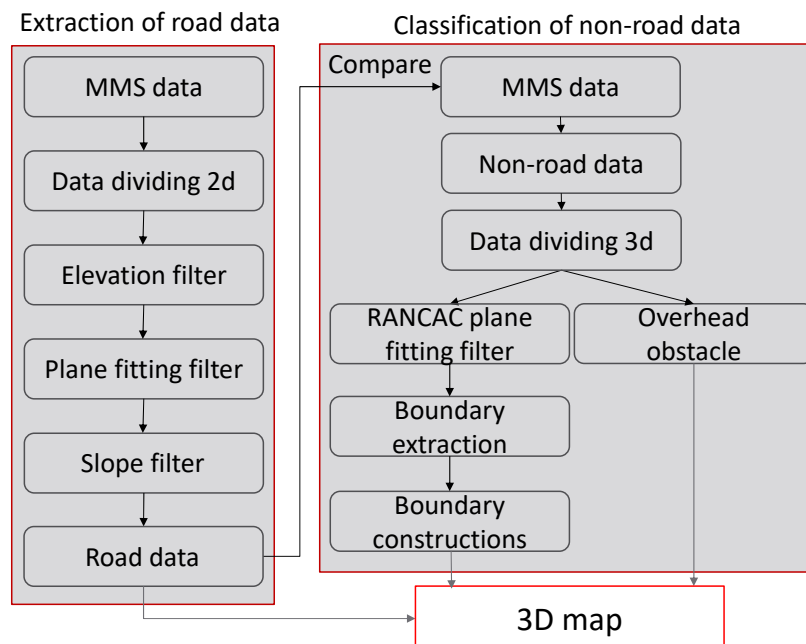 Extraction of road data
MMS data
Data dividing 2d
Elevation filter
Plane fitting filter
Slope filter
Road data
Classification of non-road data
Compare
MMS data
Non-road data
Data dividing 3d
RANCAC plane
fitting filter
Overhead
obstacle
Boundary
extraction
Boundary
constructions
3D map